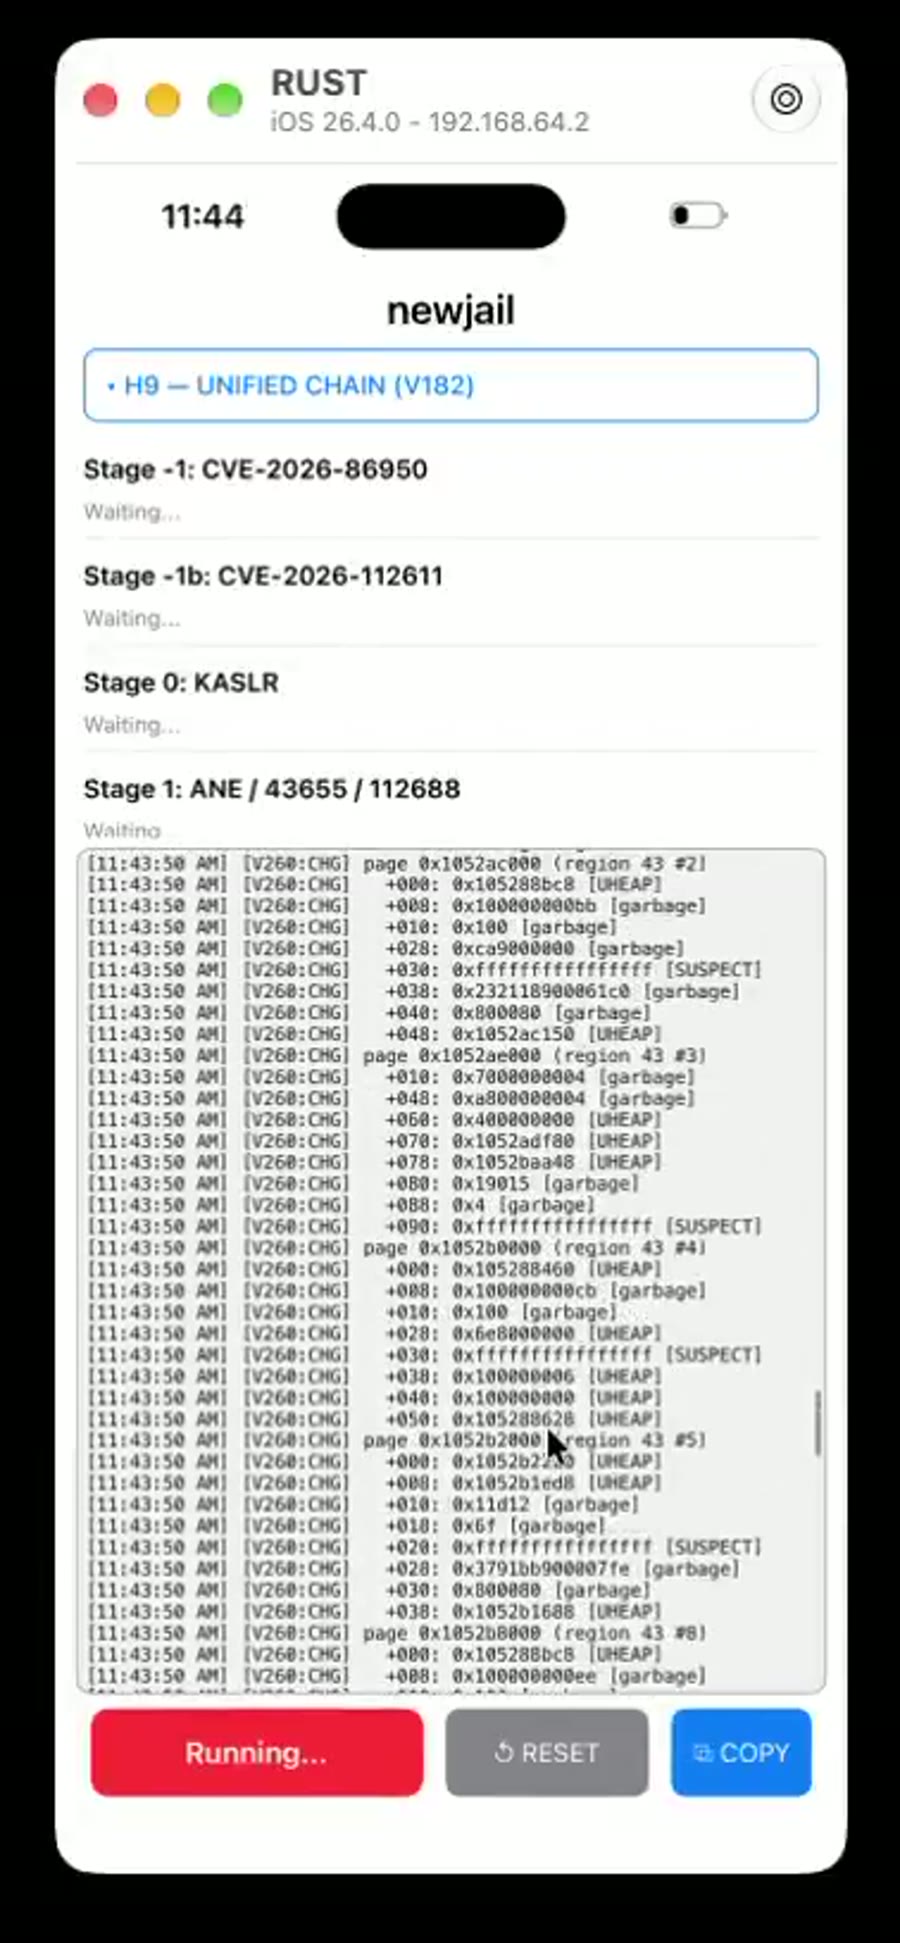 RUST
iOS 26.4.0 - 192.168.64.2
11:44
newjail
• H9 — UNIFIED CHAIN (V182)
Stage -1: CVE-2026-86950
Waiting...
Stage -1b: CVE-2026-112611
Waiting...
Stage 0: KASLR
Waiting...
Stage 1: ANE / 43655 / 112688
Waiting
[11:43:50 AM] [V260:CHG] page 0x1052ac000 (region 43 #2)
[11:43:50 AM] [V260:CHG] +000: 0x105288bc8 [UHEAP]
[11:43:50 AM] [V260:CHG] +008: 0x100000000bb [garbage]
[11:43:50 AM] [V260:CHG] +010: 0x100 [garbage]
[11:43:50 AM] [V260:CHG] +028: 0xca9000000 [garbage]
[11:43:50 AM] [V260:CHG] +030: 0xffffffffffffffff [SUSPECT]
[11:43:50 AM] [V260:CHG] +038: 0x232118900061c0 [garbage]
[11:43:50 AM] [V260:CHG] +040: 0x800080 [garbage]
[11:43:50 AM] [V260:CHG] +048: 0x1052ac150 [UHEAP]
[11:43:50 AM] [V260:CHG] page 0x1052ae000 (region 43 #3)
[11:43:50 AM] [V260:CHG] +010: 0x7000000004 [garbage]
[11:43:50 AM] [V260:CHG] +048: 0xa800000004 [garbage]
[11:43:50 AM] [V260:CHG] +060: 0x400000000 [UHEAP]
[11:43:50 AM] [V260:CHG] +070: 0x1052adf80 [UHEAP]
[11:43:50 AM] [V260:CHG] +078: 0x1052baa48 [UHEAP]
[11:43:50 AM] [V260:CHG] +080: 0x19015 [garbage]
[11:43:50 AM] [V260:CHG] +088: 0x4 [garbage]
[11:43:50 AM] [V260:CHG] +090: 0xffffffffffffffff [SUSPECT]
[11:43:50 AM] [V260:CHG] page 0x1052b0000 (region 43 #4)
[11:43:50 AM] [V260:CHG] +000: 0x105288460 [UHEAP]
[11:43:50 AM] [V260:CHG] +008: 0x100000000cb [garbage]
[11:43:50 AM] [V260:CHG] +010: 0x100 [garbage]
[11:43:50 AM] [V260:CHG] +028: 0x6e8000000 [UHEAP]
[11:43:50 AM] [V260:CHG] +030: 0xffffffffffffffff [SUSPECT]
[11:43:50 AM] [V260:CHG] +038: 0x100000006 [UHEAP]
[11:43:50 AM] [V260:CHG] +040: 0x100000000 [UHEAP]
[11:43:50 AM] [V260:CHG] +050: 0x105288628 [UHEAP]
[11:43:50 AM] [V260:CHG] page 0x1052b2000 region 43 #5)
[11:43:50 AM] [V260:CHG] +000: [UHEAP]
[11:43:50 AM] [V260:CHG] +008: 0x1052b1ed8 [UHEAP]
[11:43:50 AM] [V260:CHG] +010: 0x11d12 [garbage]
[11:43:50 AM] [V260:CHG] +018: 0x6f [garbage]
[11:43:50 AM] [V260:CHG] +020: 0xffffffffffffffff [SUSPECT]
[11:43:50 AM] [V260:CHG] +028: 0x3791bb900007fe [garbage]
[11:43:50 AM] [V260:CHG] +030: 0x800080 [garbage]
[11:43:50 AM] [V260:CHG] +038: 0x1052b1688 [UHEAP]
[11:43:50 AM] [V260:CHG] page 0x1052b8000 (region 43 #8)
[11:43:50 AM] [V260:CHG] +000: 0x105288bc8 [UHEAP]
[11:43:50 AM] [V260:CHG] +008: 0x100000000ee [garbage]
Running...
RESET
COPY